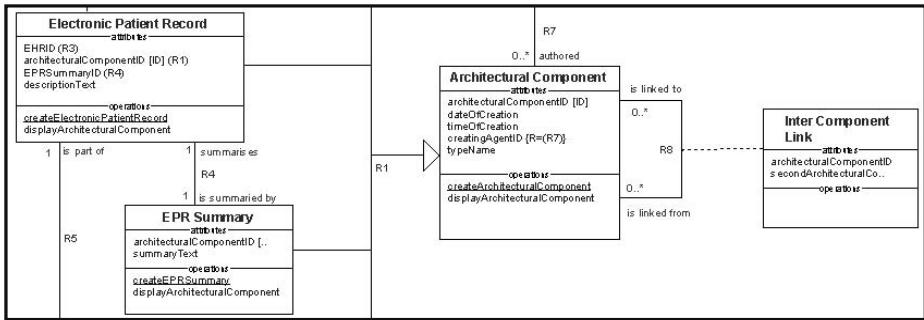 Electronic Patient Record
attributes
EHRID (R3)
architecturalComponentID [ID] (R1)
EPRSummaryID (R4)
descriptionText
operations
createElectronicPatientRecord
displayArchitecturalComponent
1
is part of
1
summarises
R4
1
is summaried by
R5
EPR Summary
attributes
architecturalComponentID [..
summaryText
operations
createEPRSummary
displayArchitecturalComponent
R1
R7
0..*
authored
Architectural Component
attributes
architecturalComponentID [ID]
dateOfCreation
timeOfCreation
creatingAgentID {R=(R7)}
typeName
operations
createArchitecturalComponent
displayArchitecturalComponent
is linked to
0..*
R8
0..*
is linked from
Inter Component
Link
attributes
architecturalComponentID
secondArchitecturalCo..
operations